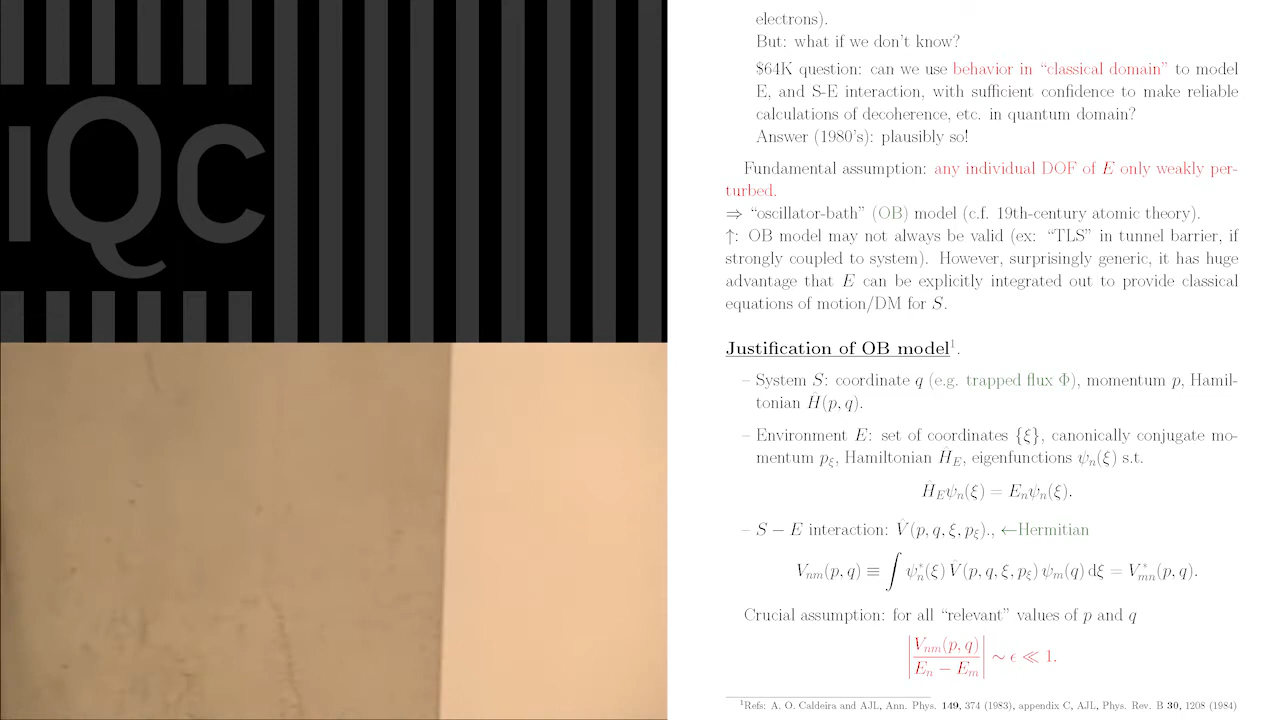 IQC
electrons).
But: what if we don't know?
$64K question: can we use behavior in “classical domain” to model
E, and S-E interaction, with sufficient confidence to make reliable
calculations of decoherence, etc. in quantum domain?
Answer (1980's): plausibly so!
Fundamental assumption: any individual DOF of E only weakly per-
turbed.
⇒ “oscillator-bath” (OB) model (c.f. 19th-century atomic theory).
↑: OB model may not always be valid (ex: “TLS” in tunnel barrier, if
strongly coupled to system). However, surprisingly generic, it has huge
advantage that E can be explicitly integrated out to provide classical
equations of motion/DM for S.
Justification of OB model¹.
– System S: coordinate q (e.g. trapped flux Φ), momentum p, Hamil-
tonian Ĥ(p, q).
– Environment E: set of coordinates {ξ}, canonically conjugate mo-
mentum p_ξ, Hamiltonian Ĥ_E, eigenfunctions ψ_n(ξ) s.t.
Ĥ_Eψ_n(ξ) = E_nψ_n(ξ).
– S − E interaction: V̂(p, q, ξ, p_ξ)., ←Hermitian
V_nm(p, q) ≡ ∫ ψ*_n(ξ) V̂(p, q, ξ, p_ξ) ψ_m(q) dξ = V*_mn(p, q).
Crucial assumption: for all “relevant” values of p and q
|V_nm(p, q) / E_n − E_m| ∼ ϵ ≪ 1.
¹Refs: A. O. Caldeira and AJL, Ann. Phys. 149, 374 (1983), appendix C, AJL, Phys. Rev. B 30, 1208 (1984)